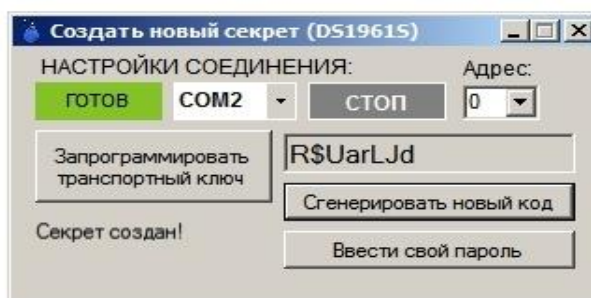 Создать новый секрет (DS1961S)
НАСТРОЙКИ СОЕДИНЕНИЯ:
Адрес:
ГОТОВ
COM2
СТОП
0
Запрограммировать
транспортный ключ
R$UarLJd
Сгенерировать новый код
Секрет создан!
Ввести свой пароль